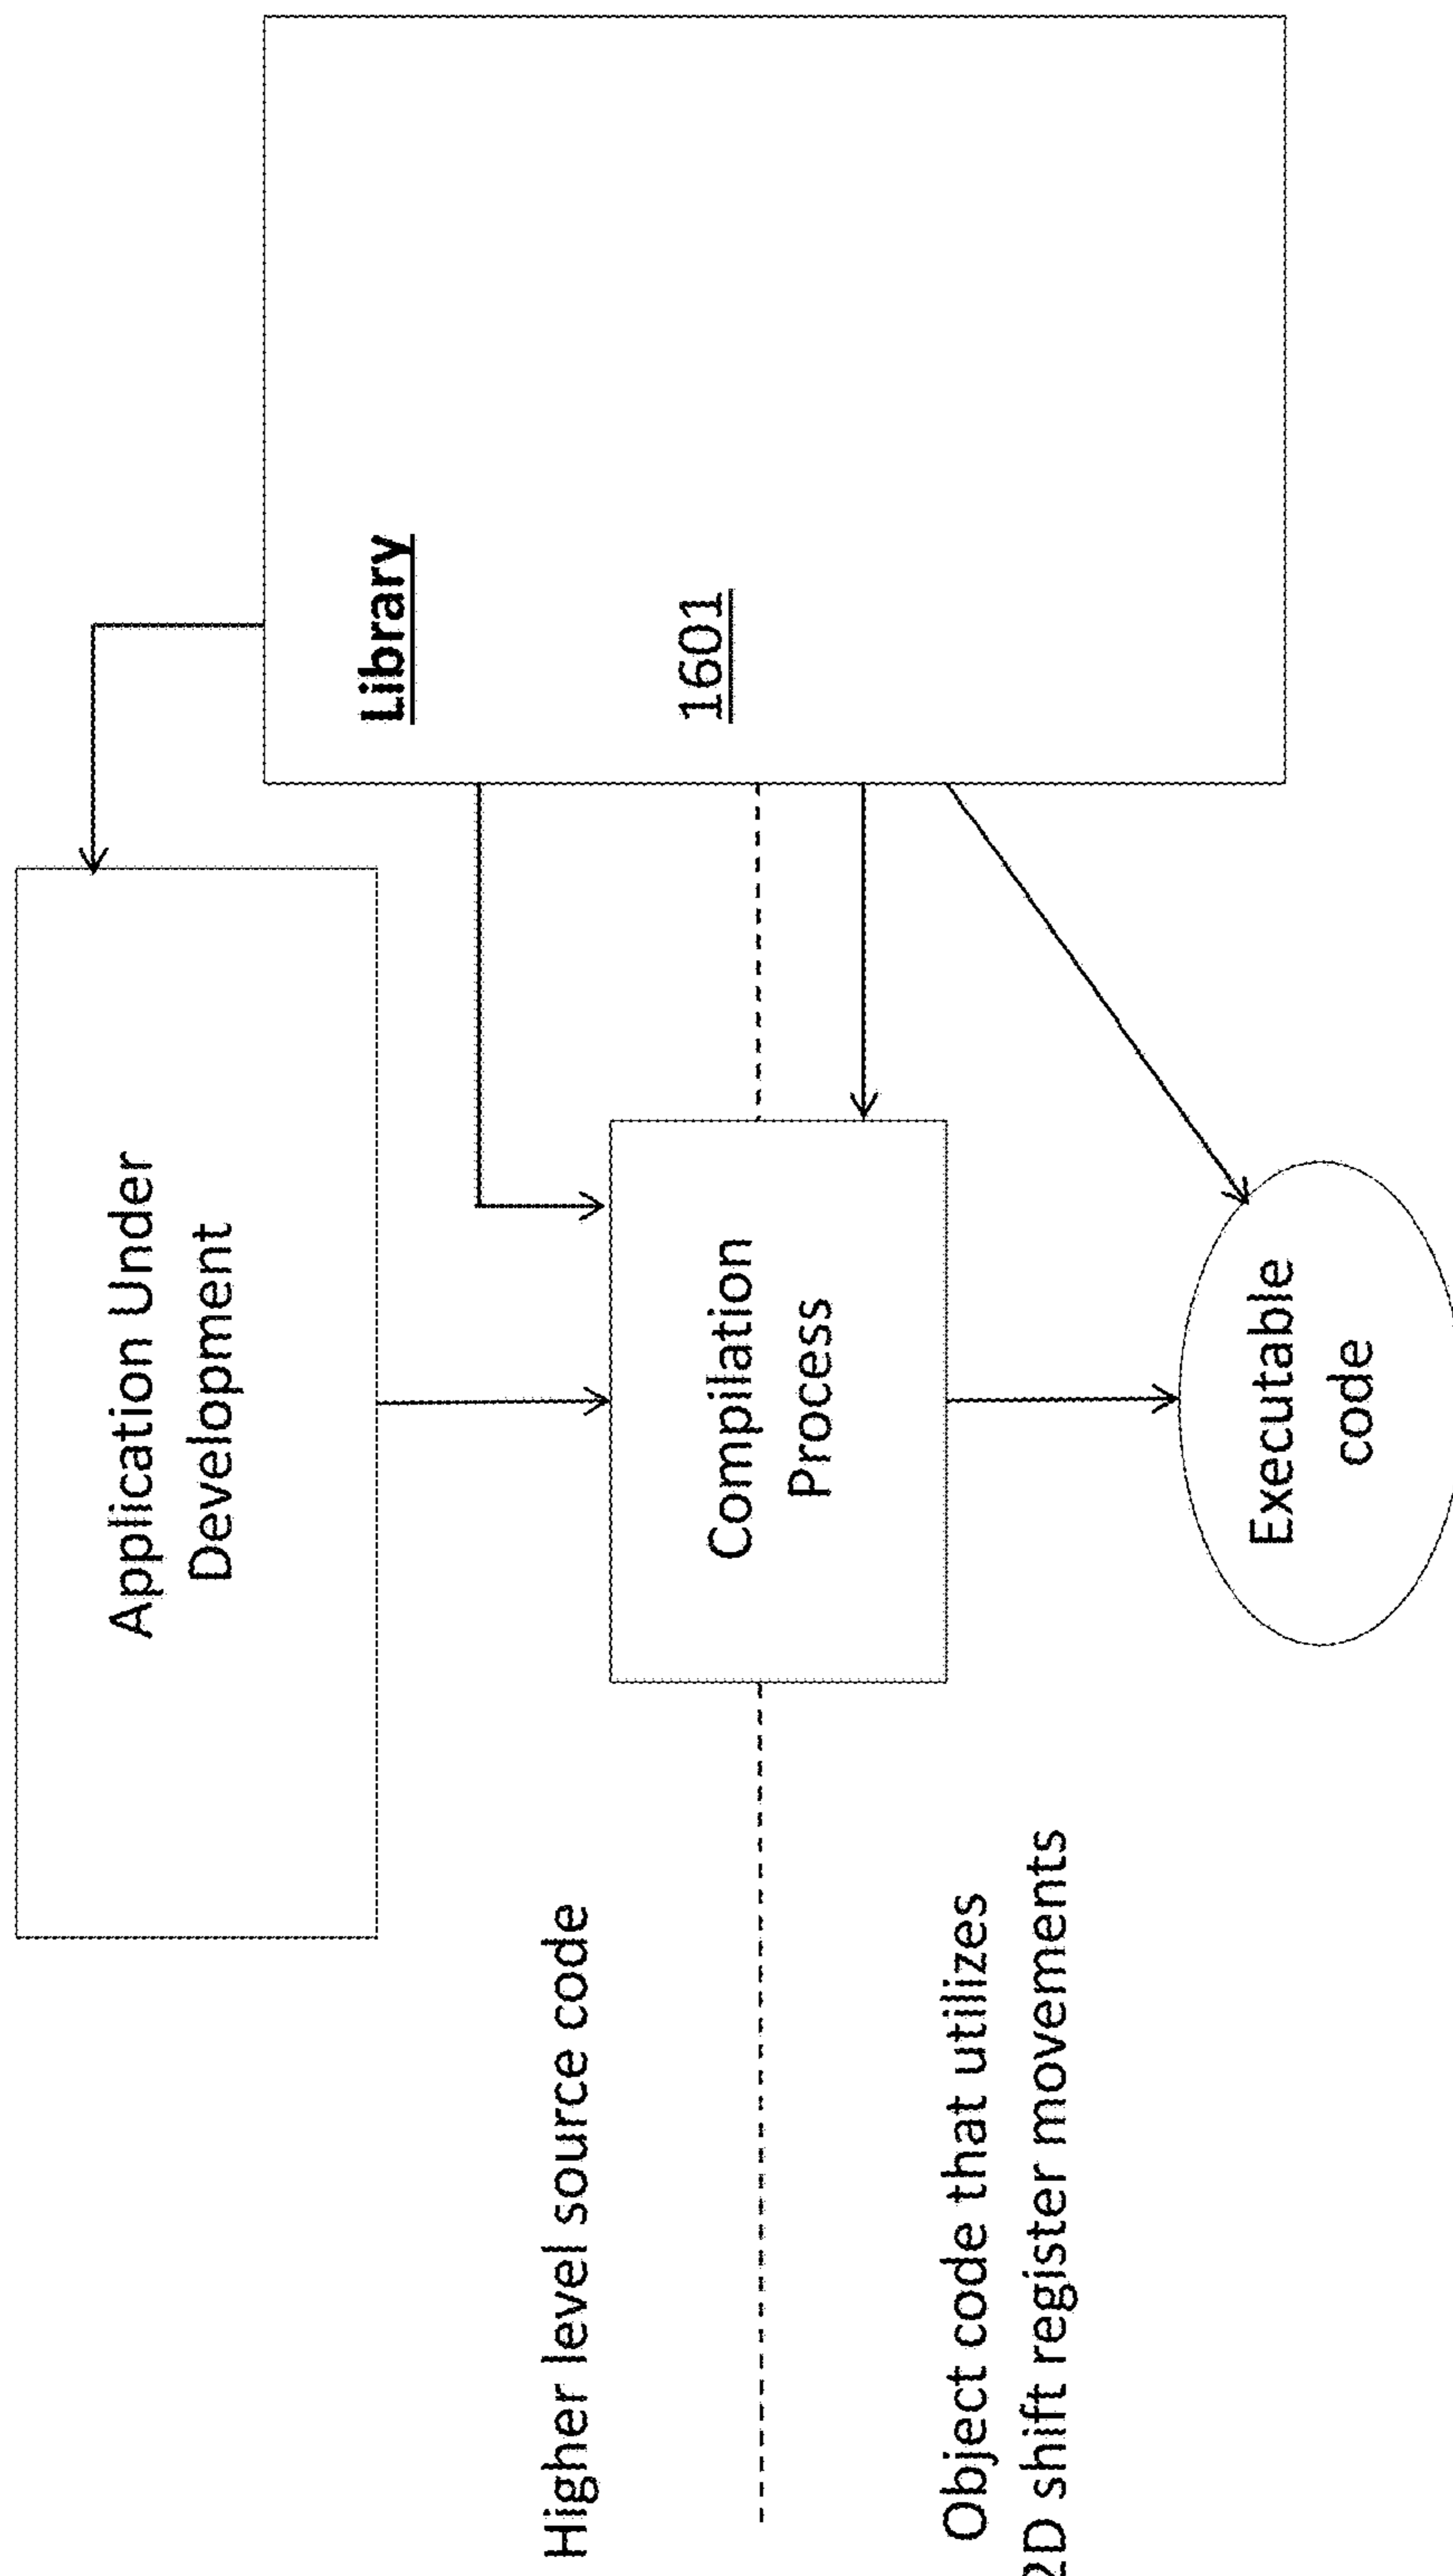 Application Under
Development
Library
Higher level source code
1601
Compilation
Process
Object code that utilizes
2D shift register movements
Executable
code